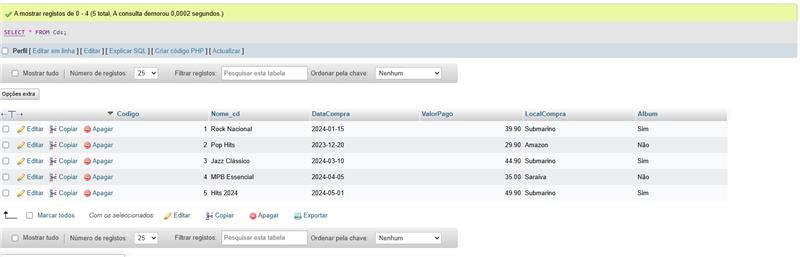 A mostrar registos de 0 - 4 (5 total, A consulta demorou 0,0002 segundos.)
SELECT * FROM Cds;
Perfil [ Editar em linha ] [ Editar ] [ Explicar SQL ] [ Criar código PHP ] [ Actualizar ]
Mostrar tudo | Número de registos: 25 Filtrar registos: Pesquisar esta tabela Ordenar pela chave: Nenhum
Opções extra
Codigo Nome_cd DataCompra ValorPago LocalCompra Album
Editar Copiar Apagar 1 Rock Nacional 2024-01-15 39.90 Submarino Sim
Editar Copiar Apagar 2 Pop Hits 2023-12-20 29.90 Amazon Não
Editar Copiar Apagar 3 Jazz Clássico 2024-03-10 44.90 Submarino Sim
Editar Copiar Apagar 4 MPB Essencial 2024-04-05 35.00 Saraiva Não
Editar Copiar Apagar 5 Hits 2024 2024-05-01 49.90 Submarino Sim
Marcar todos Com os seleccionados: Editar Copiar Apagar Exportar
Mostrar tudo | Número de registos: 25 Filtrar registos: Pesquisar esta tabela Ordenar pela chave: Nenhum